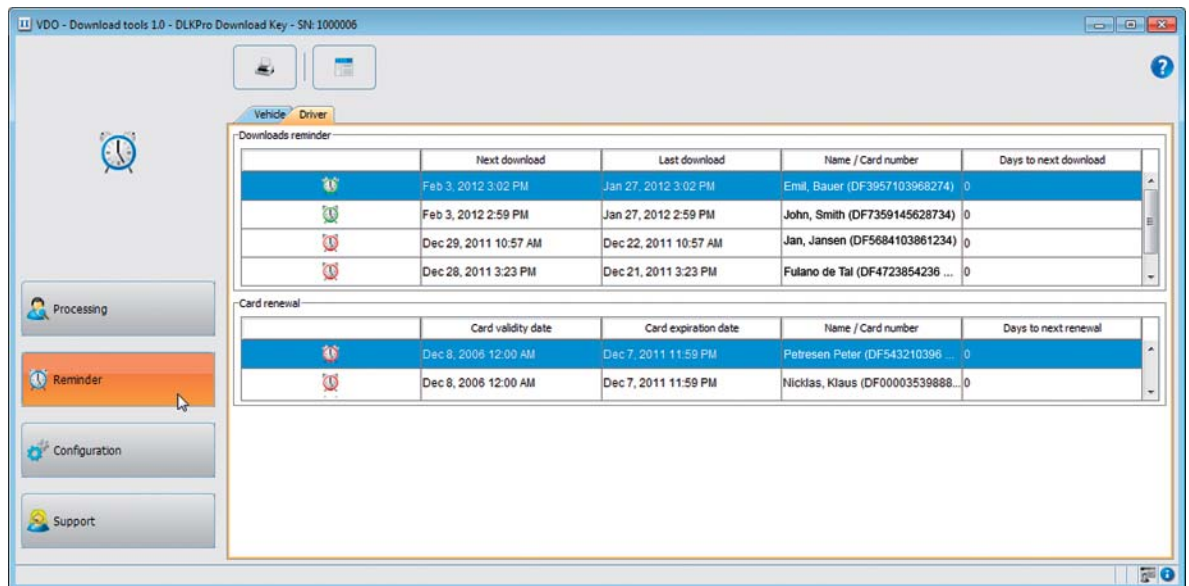 VDO - Download tools 1.0 - DLKPro Download Key - SN: 1000006
Vehicle Driver
Downloads reminder
Next download Last download Name / Card number Days to next download
Feb 3, 2012 3:02 PM Jan 27, 2012 3:02 PM Emil, Bauer (DF3957103968274) 0
Feb 3, 2012 2:59 PM Jan 27, 2012 2:59 PM John, Smith (DF7359145628734) 0
Dec 29, 2011 10:57 AM Dec 22, 2011 10:57 AM Jan, Jansen (DF5684103861234) 0
Dec 28, 2011 3:23 PM Dec 21, 2011 3:23 PM Fulano de Tal (DF4723854236 ... 0
Card renewal
Card validity date Card expiration date Name / Card number Days to next renewal
Dec 8, 2006 12:00 AM Dec 7, 2011 11:59 PM Petresen Peter (DF543210396 ... 0
Dec 8, 2006 12:00 AM Dec 7, 2011 11:59 PM Nicklas, Klaus (DF00003539888... 0
Processing
Reminder
Configuration
Support